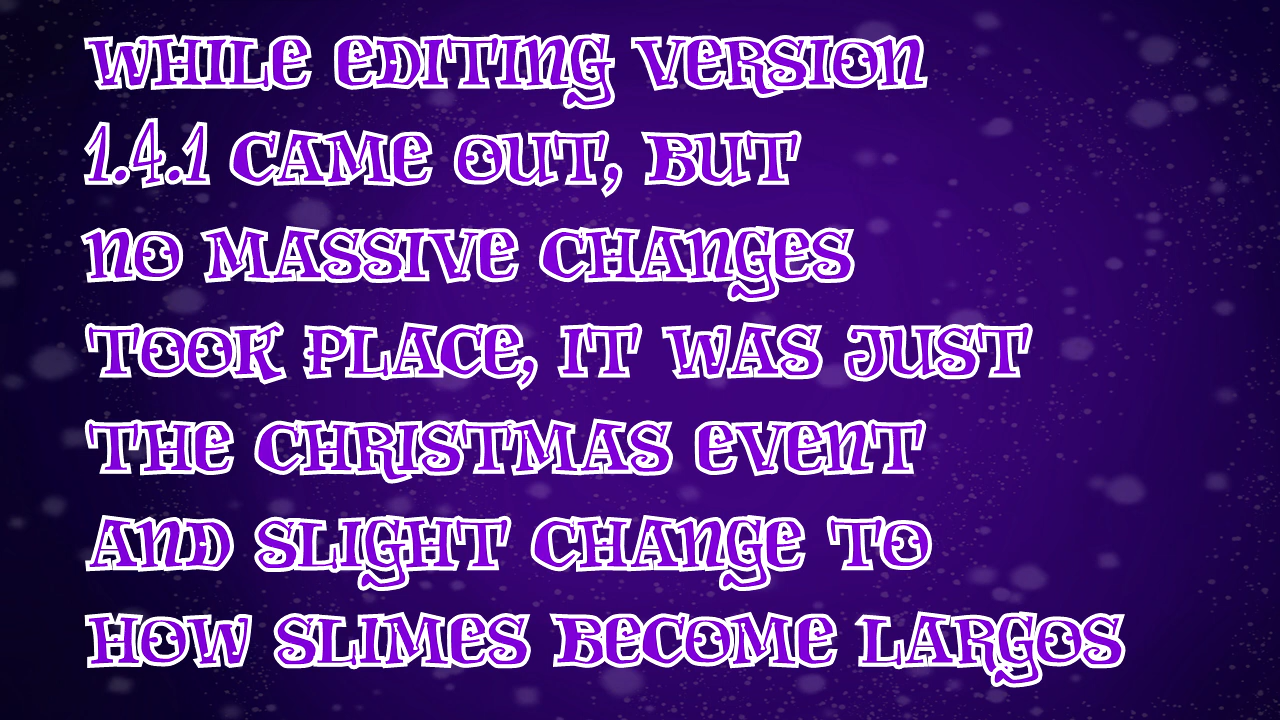 WHILE EDITING VERSION
1.4.1 CAME OUT, BUT
NO MASSIVE CHANGES
TOOK PLACE, IT WAS JUST
THE CHRISTMAS EVENT
AND SLIGHT CHANGE TO
HOW SLIMES BECOME LARGOS